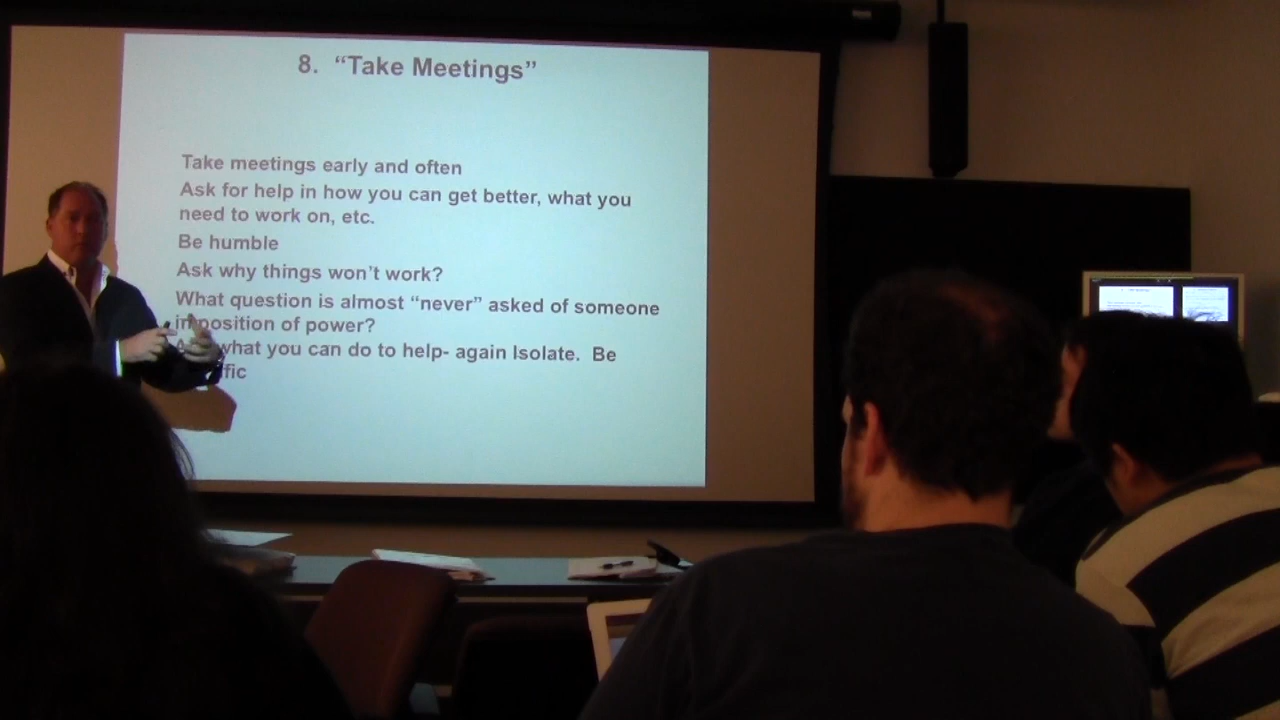 8. “Take Meetings”
Take meetings early and often
Ask for help in how you can get better, what you
need to work on, etc.
Be humble
Ask why things won’t work?
What question is almost “never” asked of someone
in position of power?
what you can do to help- again Isolate. Be
fic